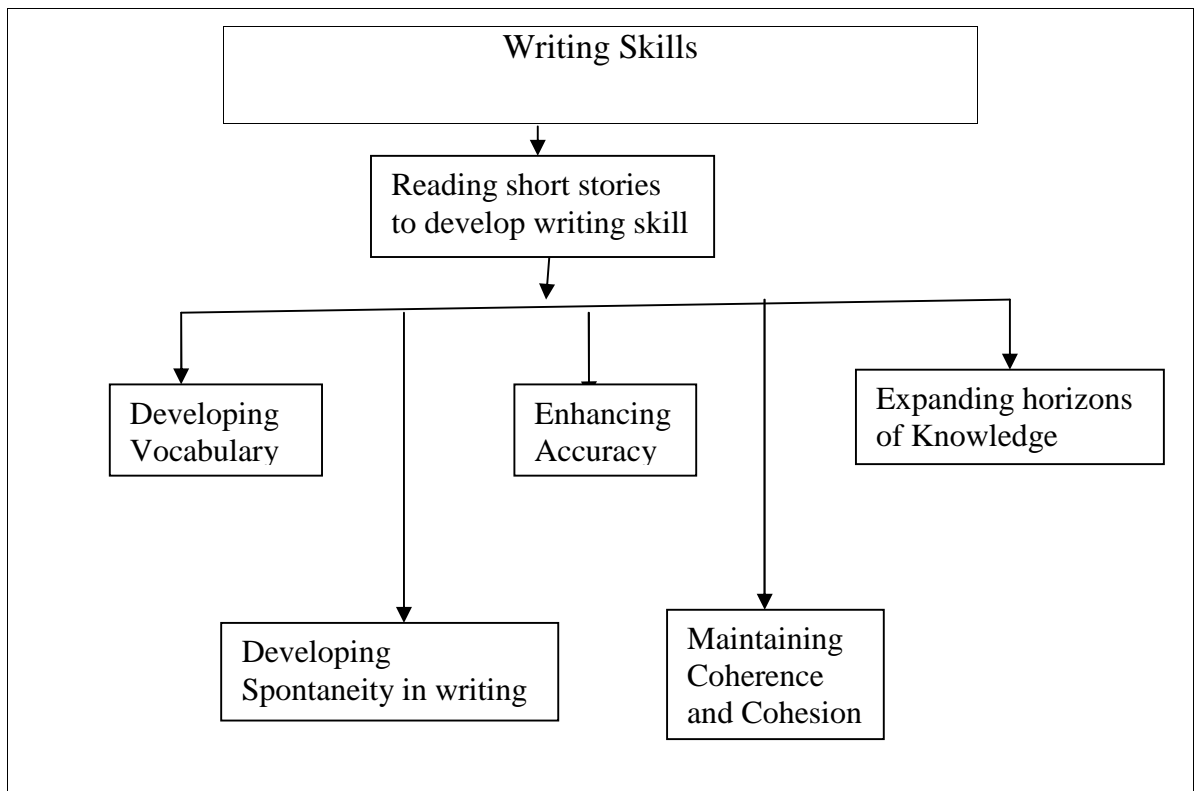 Writing Skills
Reading short stories
to develop writing skill
Developing
Vocabulary
Enhancing
Accuracy
Expanding horizons
of Knowledge
Developing
Spontaneity in writing
Maintaining
Coherence
and Cohesion